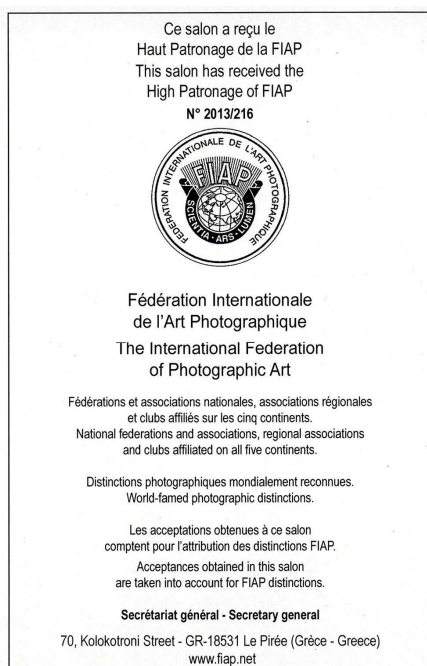 Ce salon a reçu le
Haut Patronage de la FIAP
This salon has received the
High Patronage of FIAP
N° 2013/216
FEDERATION INTERNATIONALE DE L'ART PHOTOGRAPHIQUE
FIAP
SCIENTIA - ARS - LUMEN
Fédération Internationale
de l'Art Photographique
The International Federation
of Photographic Art
Fédérations et associations nationales, associations régionales
et clubs affiliés sur les cinq continents.
National federations and associations, regional associations
and clubs affiliated on all five continents.
Distinctions photographiques mondialement reconnues.
World-famed photographic distinctions.
Les acceptations obtenues à ce salon
comptent pour l'attribution des distinctions FIAP.
Acceptances obtained in this salon
are taken into account for FIAP distinctions.
Secrétariat général - Secretary general
70, Kolokotroni Street - GR-18531 Le Pirée (Grèce - Greece)
www.fiap.net